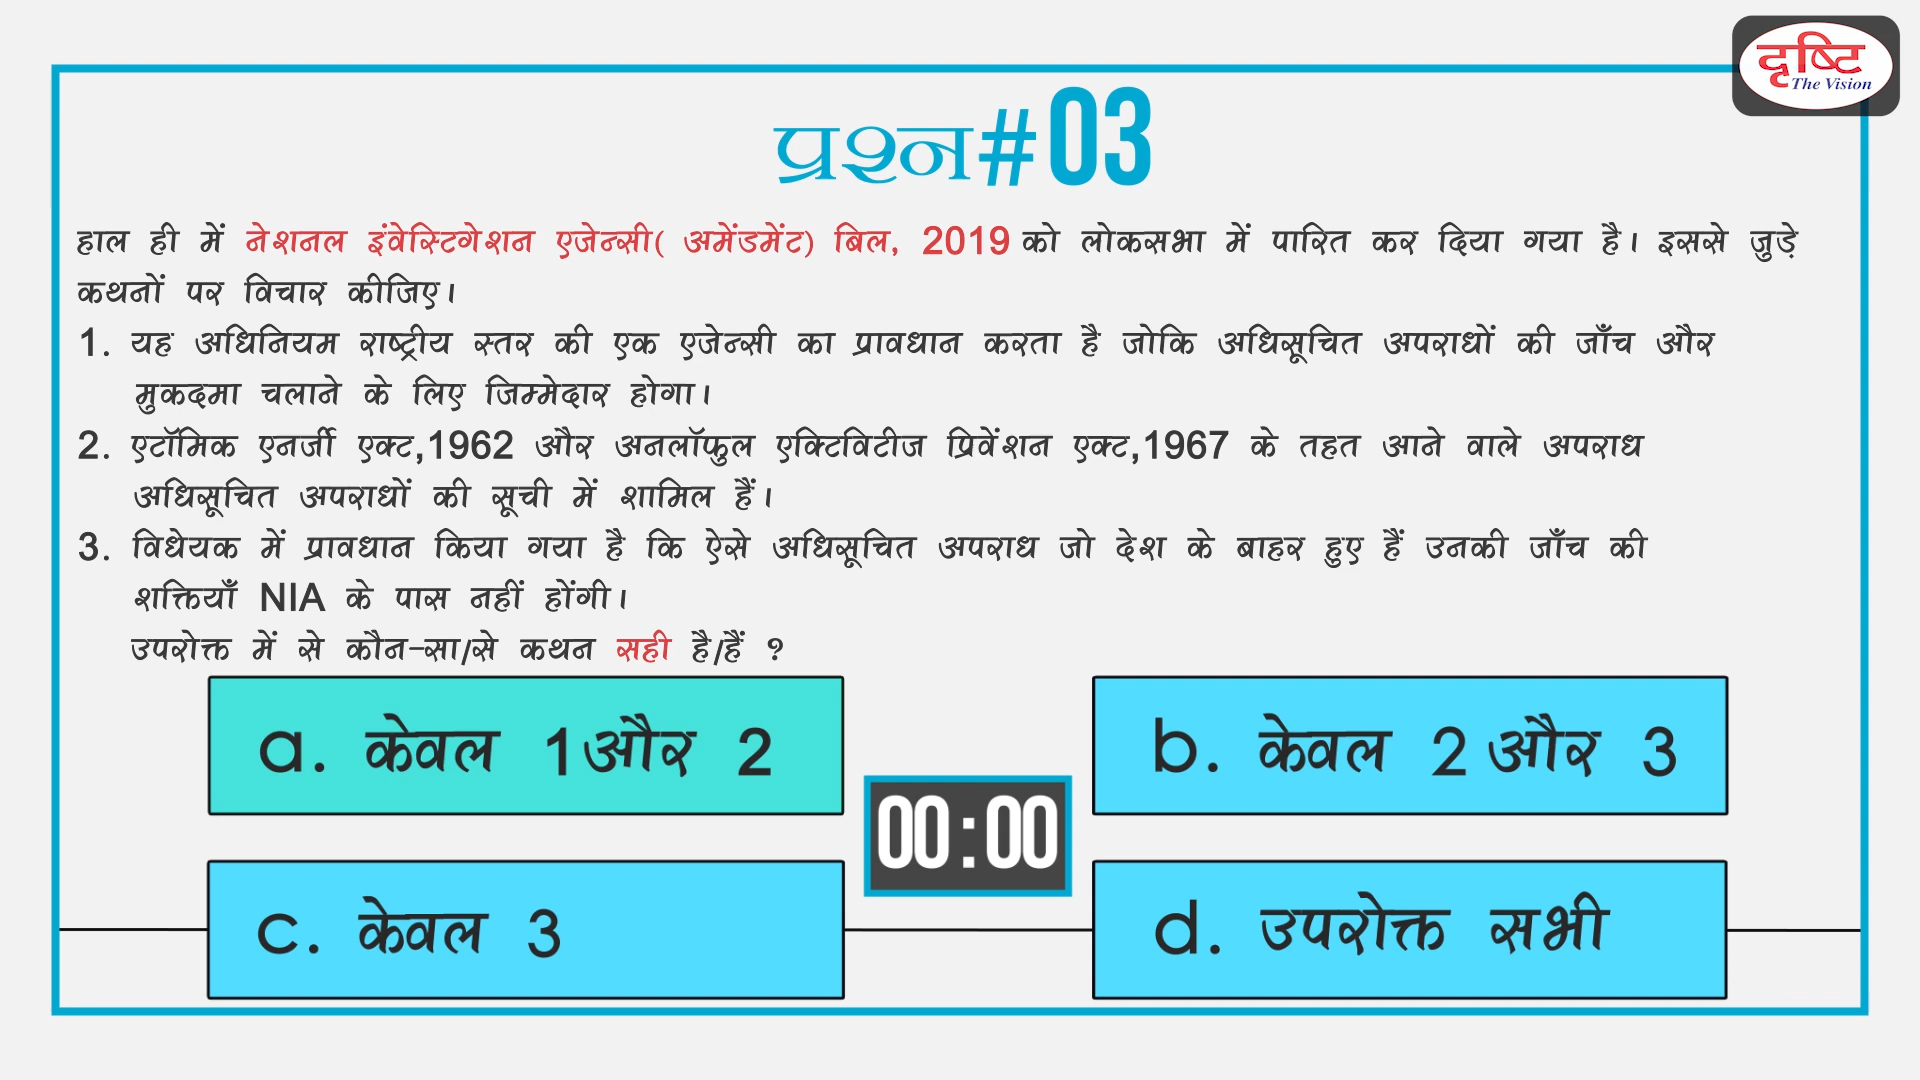 दृष्टि
The Vision
प्रश्न#03
हाल ही में नेशनल इंवेस्टिगेशन एजेन्सी( अमेंडमेंट) बिल, 2019 को लोकसभा में पारित कर दिया गया है। इससे जुड़े
कथनों पर विचार कीजिए।
1. यह अधिनियम राष्ट्रीय स्तर की एक एजेन्सी का प्रावधान करता है जोकि अधिसूचित अपराधों की जाँच और
मुकदमा चलाने के लिए जिम्मेदार होगा।
2. एटॉमिक एनर्जी एक्ट,1962 और अनलॉफुल एक्टिविटीज प्रिवेंशन एक्ट,1967 के तहत आने वाले अपराध
अधिसूचित अपराधों की सूची में शामिल हैं।
3. विधेयक में प्रावधान किया गया है कि ऐसे अधिसूचित अपराध जो देश के बाहर हुए हैं उनकी जाँच की
शक्तियाँ NIA के पास नहीं होंगी।
उपरोक्त में से कौन-सा/से कथन सही है/हैं ?
a. केवल 1और 2
b. केवल 2 और 3
00:00
c. केवल 3
d. उपरोक्त सभी